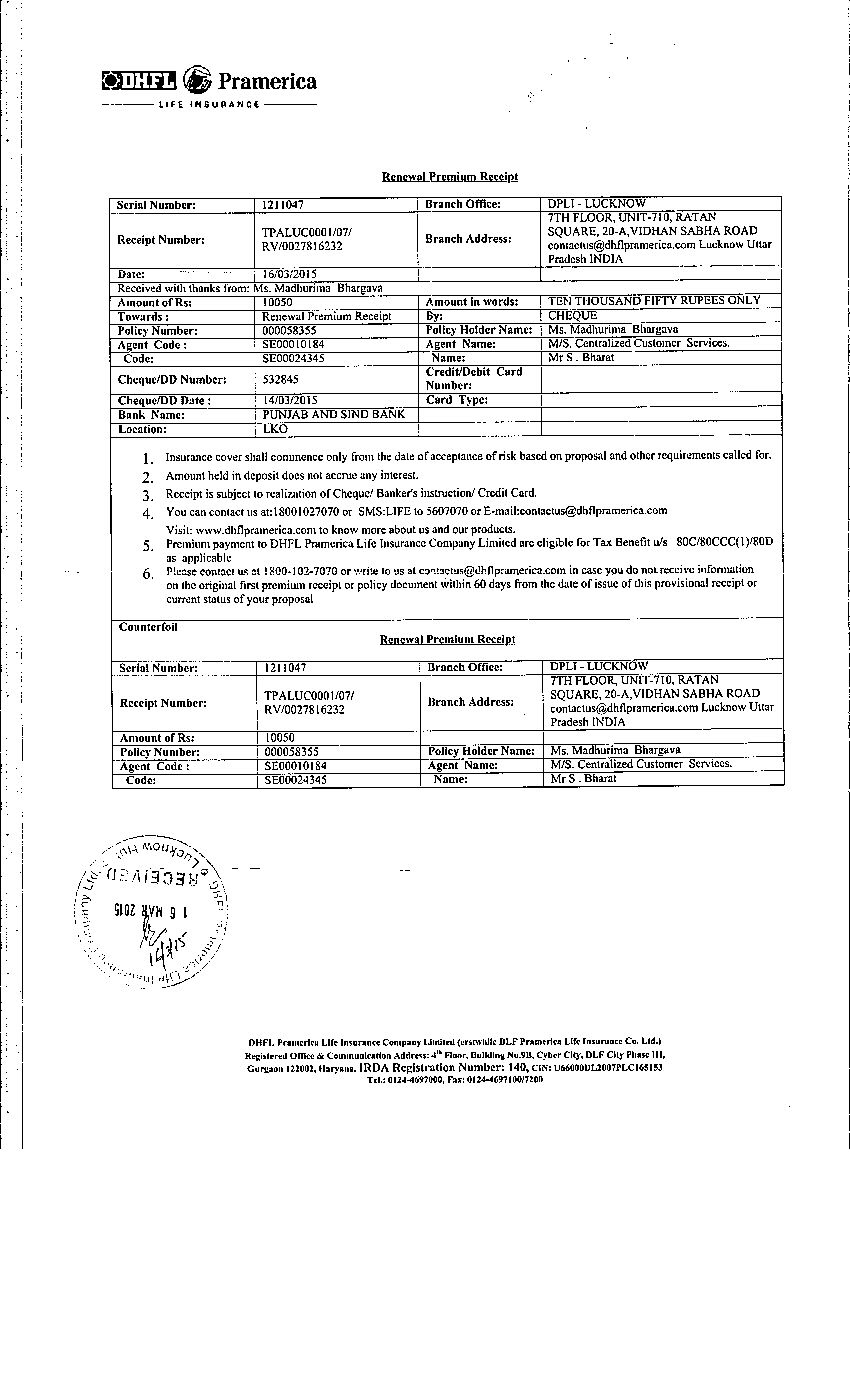 DHFL Pramerica
LIFE INSURANCE
Renewal Premium Receipt
Serial Number: 1211047 Branch Office: DPLI - LUCKNOW
Receipt Number: TPALUC0001/07/ RV/0027816232 Branch Address: 7TH FLOOR, UNIT-710, RATAN
SQUARE, 20-A,VIDHAN SABHA ROAD
contactus@dhflpramerica.com Lucknow Uttar
Pradesh INDIA
Date: 16/03/2015
Received with thanks from: Ms. Madhurima Bhargava
Amount of Rs: 10050 Amount in words: TEN THOUSAND FIFTY RUPEES ONLY
Towards : Renewal Premium Receipt By: CHEQUE
Policy Number: 000058355 Policy Holder Name: Ms. Madhurima Bhargava
Agent Code : SE00010184 Agent Name: M/S. Centralized Customer Services.
Code: SE00024345 Name: Mr S . Bharat
Cheque/DD Number: 532845 Credit/Debit Card Number:
Cheque/DD Date : 14/03/2015 Card Type:
Bank Name: PUNJAB AND SIND BANK
Location: LKO
1. Insurance cover shall commence only from the date of acceptance of risk based on proposal and other requirements called for.
2. Amount held in deposit does not accrue any interest.
3. Receipt is subject to realization of Cheque/ Banker's instruction/ Credit Card.
4. You can contact us at:18001027070 or SMS:LIFE to 5607070 or E-mail:contactus@dhflpramerica.com
Visit: www.dhflpramerica.com to know more about us and our products.
5. Premium payment to DHFL Pramerica Life Insurance Company Limited are eligible for Tax Benefit u/s 80C/80CCC(1)/80D
as applicable
6. Please contact us at 1800-102-7070 or write to us at contactus@dhflpramerica.com in case you do not receive information
on the original first premium receipt or policy document within 60 days from the date of issue of this provisional receipt or
current status of your proposal
Counterfoil
Renewal Premium Receipt
Serial Number: 1211047 Branch Office: DPLI - LUCKNOW
Receipt Number: TPALUC0001/07/ RV/0027816232 Branch Address: 7TH FLOOR, UNIT-710, RATAN
SQUARE, 20-A,VIDHAN SABHA ROAD
contactus@dhflpramerica.com Lucknow Uttar
Pradesh INDIA
Amount of Rs: 10050
Policy Number: 000058355 Policy Holder Name: Ms. Madhurima Bhargava
Agent Code : SE00010184 Agent Name: M/S. Centralized Customer Services.
Code: SE00024345 Name: Mr S . Bharat
Lucknow
RECEIVED
16 MAR 2015
DHFL Pramerica Life Insurance Company Limited (erstwhile DLF Pramerica Life Insurance Co. Ltd.)
Registered Office & Communication Address: 4th Floor, Building No.9B, Cyber City, DLF City Phase III,
Gurgaon 122002, Haryana. IRDA Registration Number: 140, CIN: U66000DL2007PLC165153
Tel.: 0124-4697000, Fax: 0124-4697100/7200